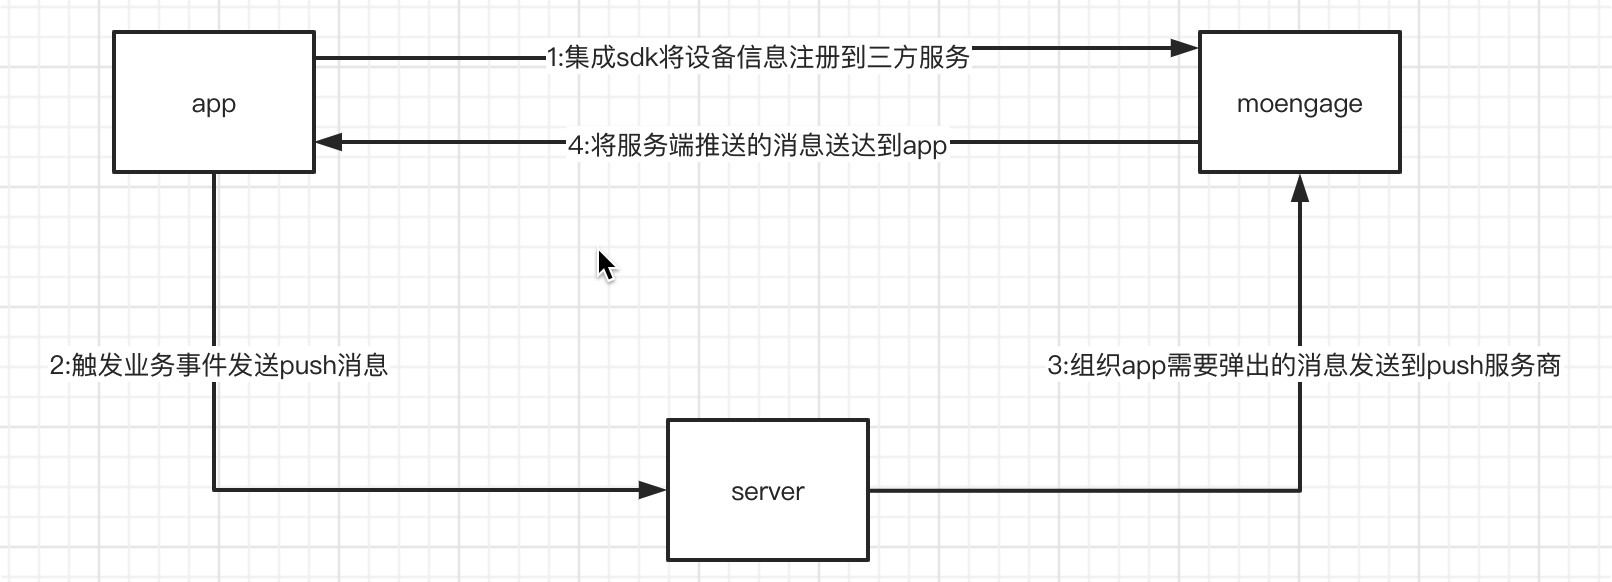 1:集成sdk将设备信息注册到三方服务
app
moengage
4:将服务端推送的消息送达到app
2:触发业务事件发送push消息
3:组织app需要弹出的消息发送到push服务商
server